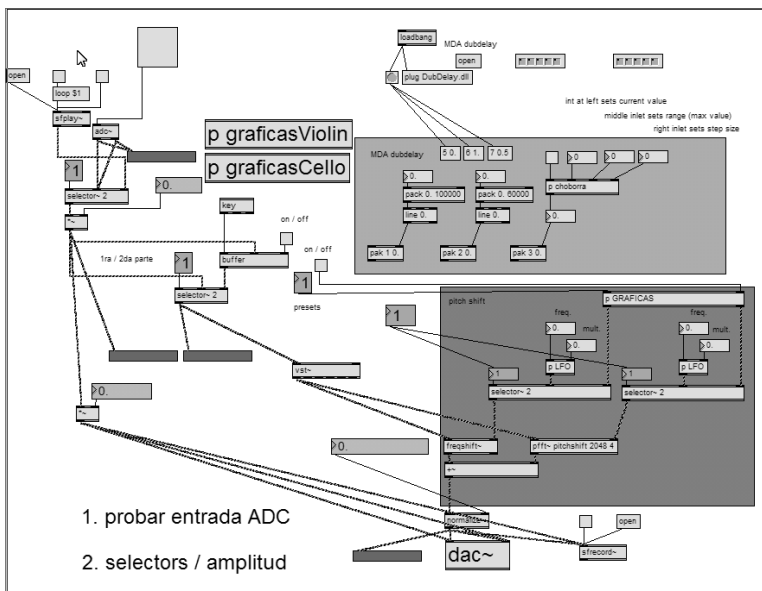 loadbang
MDA dubdelay
open
open
plug DubDelay.dll
loop $1
int at left sets current value
sfplay~
middle inlet sets range (max value)
adc~
right inlet sets step size
p graficasViolin
5 0.
6 1.
7 0.5
MDA dubdelay
0
0
0
p graficasCello
1
0.
0.
0.
p choborra
selector~ 2
pack 0. 100000
pack 0. 60000
key
*~
line 0.
line 0.
0.
on / off
1ra / 2da parte
buffer
on / off
pak 1 0.
pak 2 0.
pak 3 0.
1
1
selector~ 2
pitch shift
p GRAFICAS
presets
1
freq.
freq.
0.
mult.
0.
mult.
0.
0.
vst~
1
p LFO
1
p LFO
0.
selector~ 2
selector~ 2
*~
0.
freqshift~
pfft~ pitchshift 2048 4
+~
1. probar entrada ADC
normalize~
open
2. selectors / amplitud
dac~
sfrecord~